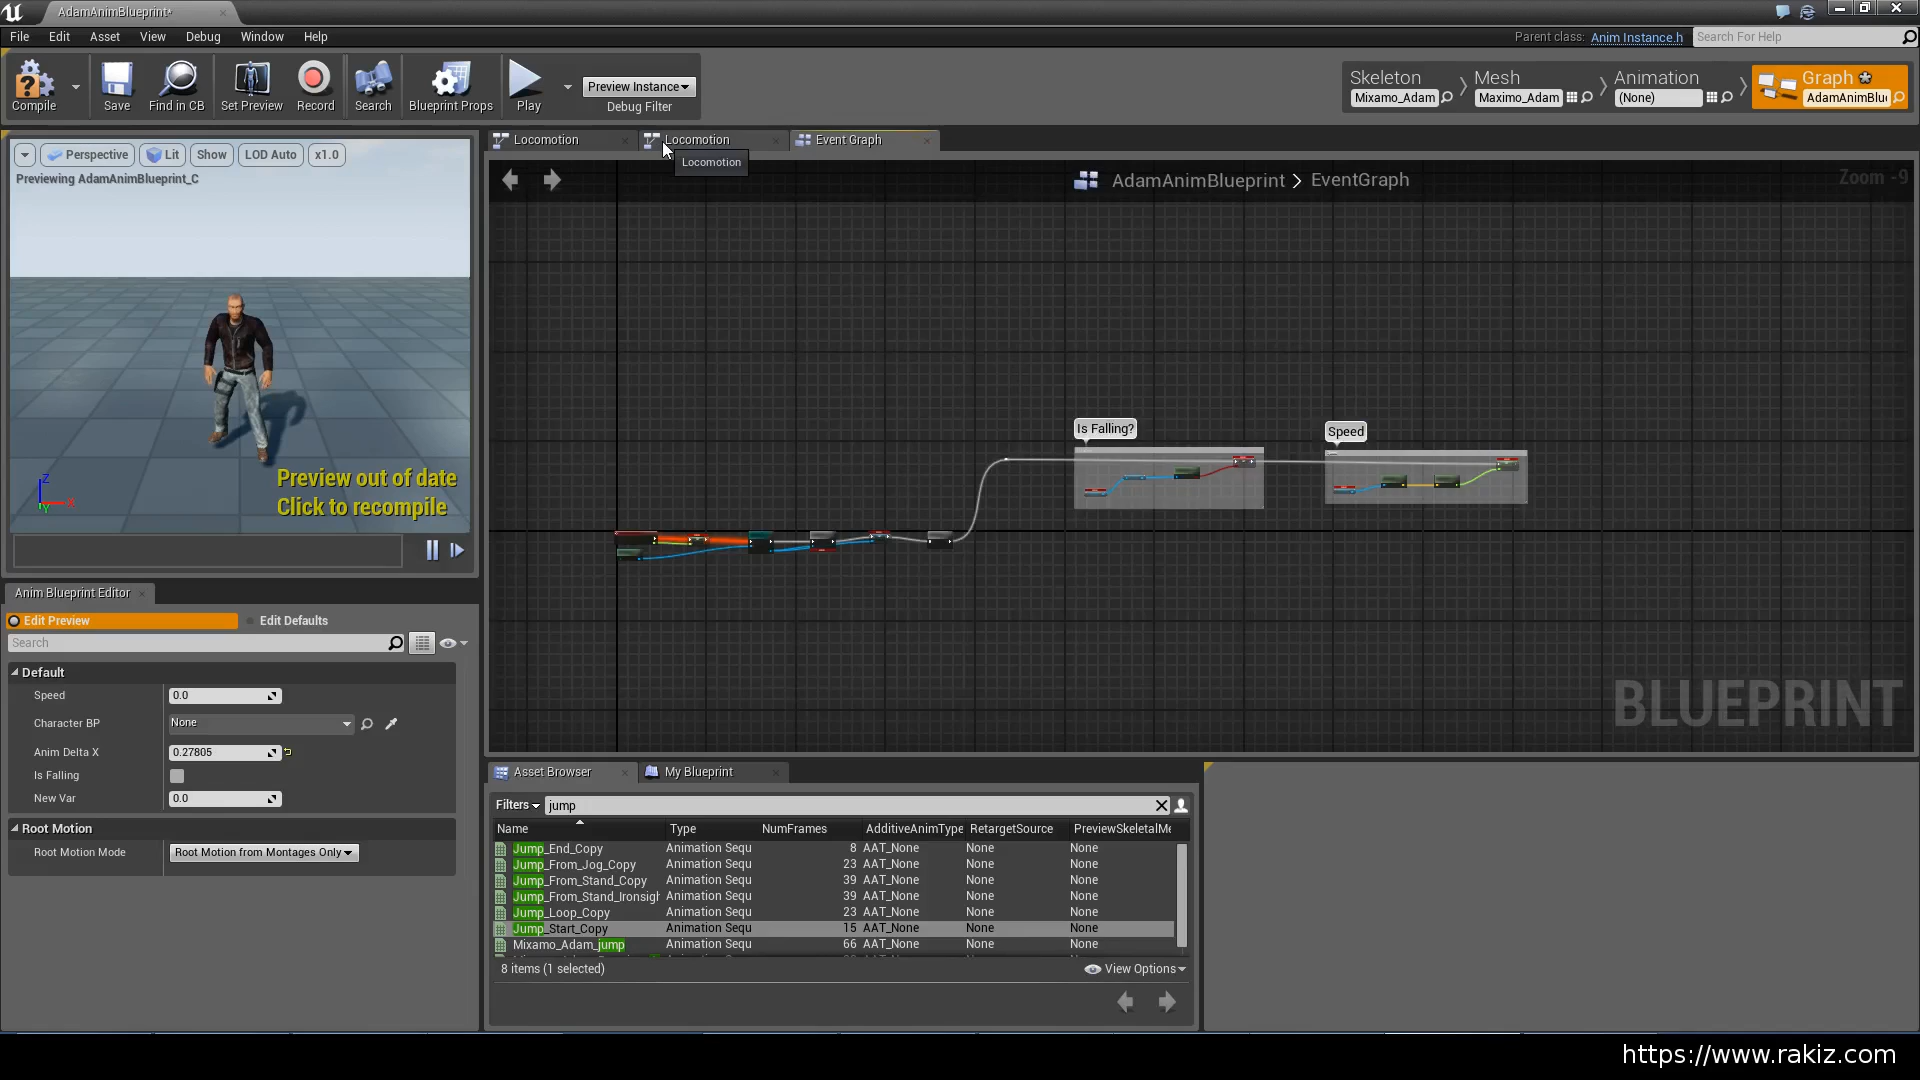 AdamAnimBlueprint*
File Edit Asset View Debug Window Help
Parent class: Anim Instance.h Search For Help
Compile Save Find in CB Set Preview Record Search Blueprint Props Play
Preview Instance
Debug Filter
Skeleton
Mixamo_Adam
Mesh
Maximo_Adam
Animation
(None)
Graph
AdamAnimBlu
Perspective Lit Show LOD Auto x1.0
Previewing AdamAnimBlueprint_C
Preview out of date
Click to recompile
Z
X
Y
Locomotion Locomotion Event Graph
Locomotion
AdamAnimBlueprint > EventGraph
Zoom -9
Is Falling?
Speed
BLUEPRINT
Anim Blueprint Editor
Edit Preview Edit Defaults
Search
Default
Speed 0.0
Character BP None
Anim Delta X 0.27805
Is Falling
New Var 0.0
Root Motion
Root Motion Mode Root Motion from Montages Only
Asset Browser My Blueprint
Filters jump
Name Type NumFrames AdditiveAnimType RetargetSource PreviewSkeletalMe
Jump_End_Copy Animation Sequ 8 AAT_None None None
Jump_From_Jog_Copy Animation Sequ 23 AAT_None None None
Jump_From_Stand_Copy Animation Sequ 39 AAT_None None None
Jump_From_Stand_Ironsigh Animation Sequ 39 AAT_None None None
Jump_Loop_Copy Animation Sequ 23 AAT_None None None
Jump_Start_Copy Animation Sequ 15 AAT_None None None
Mixamo_Adam_jump Animation Sequ 66 AAT_None None None
8 items (1 selected)
View Options
https://www.rakiz.com